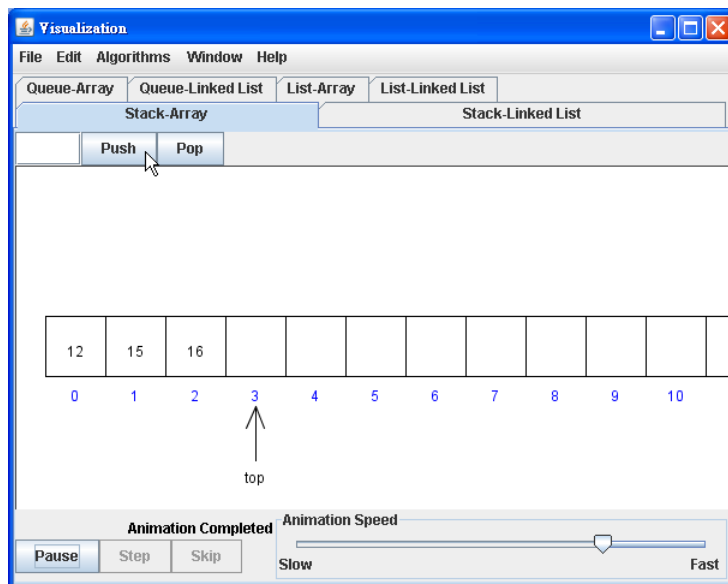 Visualization
File Edit Algorithms Window Help
Queue-Array Queue-Linked List List-Array List-Linked List
Stack-Array Stack-Linked List
Push Pop
12 15 16
0 1 2 3 4 5 6 7 8 9 10
top
Animation Completed Animation Speed
Pause Step Skip Slow Fast